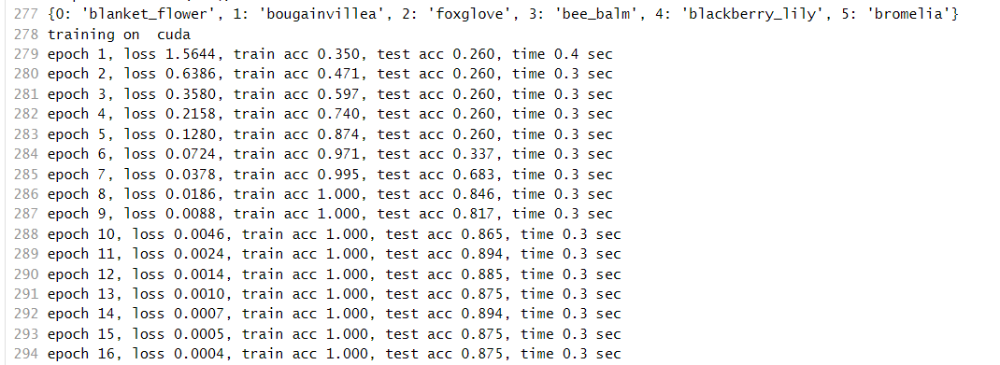 277 {0: 'blanket_flower', 1: 'bougainvillea', 2: 'foxglove', 3: 'bee_balm', 4: 'blackberry_lily', 5: 'bromelia'}
278 training on  cuda
279 epoch 1, loss 1.5644, train acc 0.350, test acc 0.260, time 0.4 sec
280 epoch 2, loss 0.6386, train acc 0.471, test acc 0.260, time 0.3 sec
281 epoch 3, loss 0.3580, train acc 0.597, test acc 0.260, time 0.3 sec
282 epoch 4, loss 0.2158, train acc 0.740, test acc 0.260, time 0.3 sec
283 epoch 5, loss 0.1280, train acc 0.874, test acc 0.260, time 0.3 sec
284 epoch 6, loss 0.0724, train acc 0.971, test acc 0.337, time 0.3 sec
285 epoch 7, loss 0.0378, train acc 0.995, test acc 0.683, time 0.3 sec
286 epoch 8, loss 0.0186, train acc 1.000, test acc 0.846, time 0.3 sec
287 epoch 9, loss 0.0088, train acc 1.000, test acc 0.817, time 0.3 sec
288 epoch 10, loss 0.0046, train acc 1.000, test acc 0.865, time 0.3 sec
289 epoch 11, loss 0.0024, train acc 1.000, test acc 0.894, time 0.3 sec
290 epoch 12, loss 0.0014, train acc 1.000, test acc 0.885, time 0.3 sec
291 epoch 13, loss 0.0010, train acc 1.000, test acc 0.875, time 0.3 sec
292 epoch 14, loss 0.0007, train acc 1.000, test acc 0.894, time 0.3 sec
293 epoch 15, loss 0.0005, train acc 1.000, test acc 0.875, time 0.3 sec
294 epoch 16, loss 0.0004, train acc 1.000, test acc 0.875, time 0.3 sec